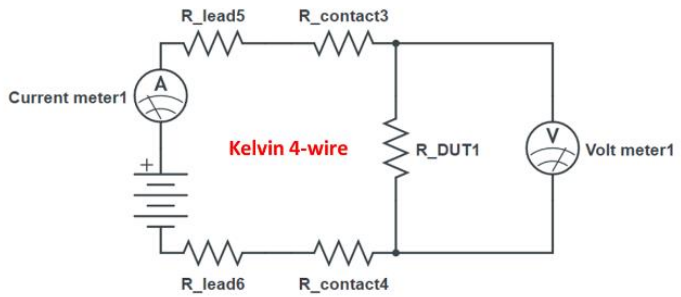 R_lead5
R_contact3
A
Current meter1
Kelvin 4-wire
R_DUT1
V
Volt meter1
+
R_lead6
R_contact4